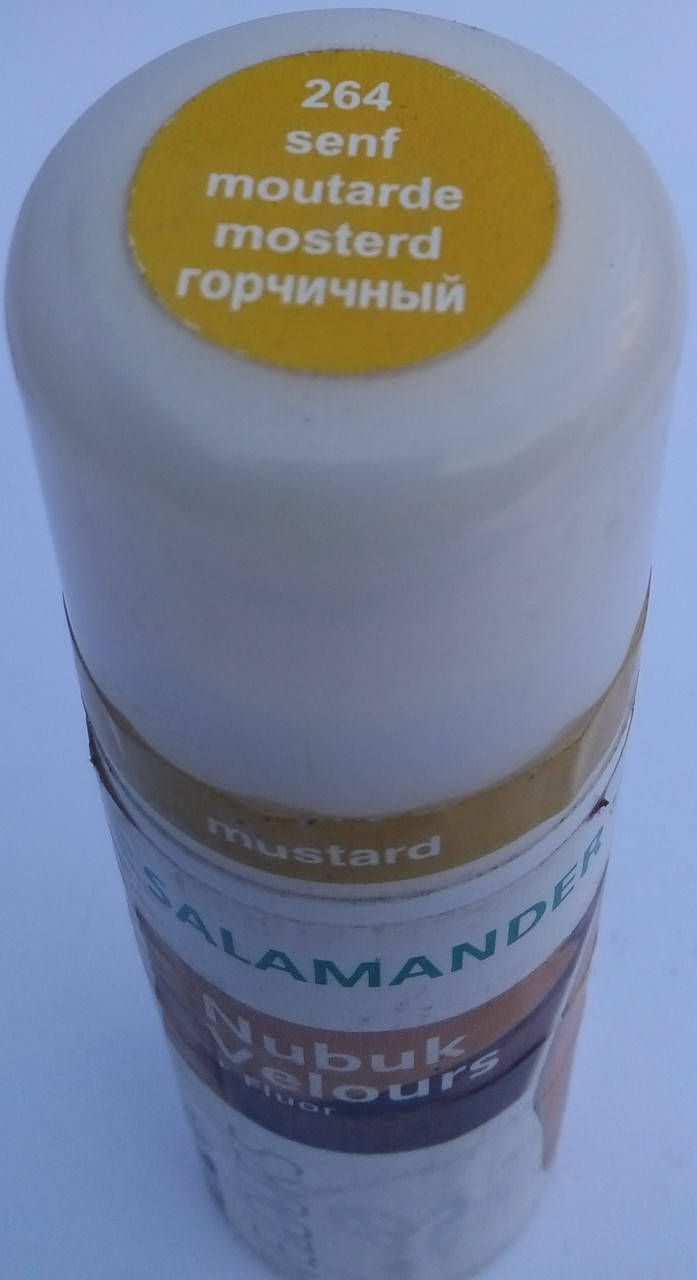 264
senf
moutarde
mosterd
горчичный
mustard
SALAMANDER
Nubuk
Velours
Fluor